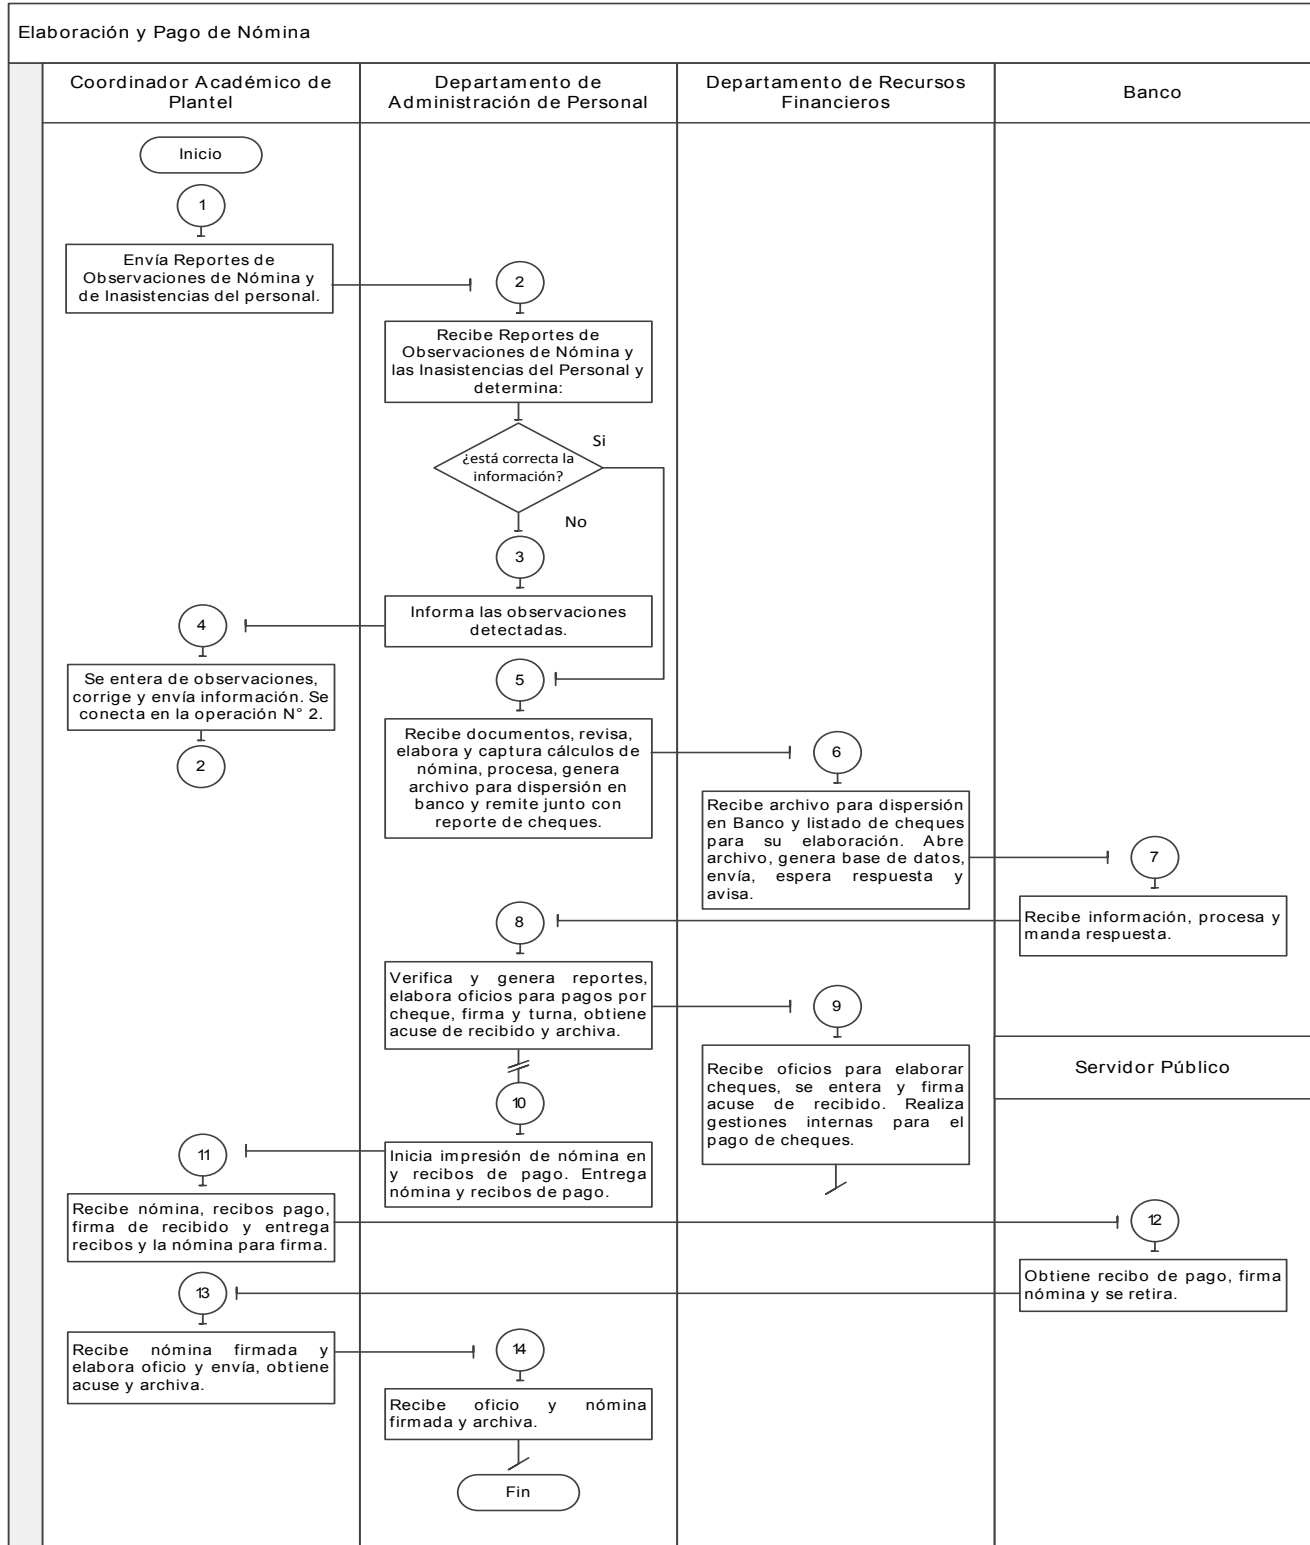 Elaboración y Pago de Nómina
Coordinador Académico de
Plantel
Departamento de
Administración de Personal
Departamento de Recursos
Financieros
Banco
Inicio
1
Envía Reportes de
Observaciones de Nómina y
de Inasistencias del personal.
2
Recibe Reportes de
Observaciones de Nómina y
las Inasistencias del Personal y
determina:
¿está correcta la
información?
Si
No
3
Informa las observaciones
detectadas.
4
Se entera de observaciones,
corrige y envía información. Se
conecta en la operación N° 2.
2
5
Recibe documentos, revisa,
elabora y captura cálculos de
nómina, procesa, genera
archivo para dispersión en
banco y remite junto con
reporte de cheques.
6
Recibe archivo para dispersión
en Banco y listado de cheques
para su elaboración. Abre
archivo, genera base de datos,
envía, espera respuesta y
avisa.
7
Recibe información, procesa y
manda respuesta.
8
Verifica y genera reportes,
elabora oficios para pagos por
cheque, firma y turna, obtiene
acuse de recibido y archiva.
9
Recibe oficios para elaborar
cheques, se entera y firma
acuse de recibido. Realiza
gestiones internas para el
pago de cheques.
Servidor Público
10
Inicia impresión de nómina en
y recibos de pago. Entrega
nómina y recibos de pago.
11
Recibe nómina, recibos pago,
firma de recibido y entrega
recibos y la nómina para firma.
12
Obtiene recibo de pago, firma
nómina y se retira.
13
Recibe nómina firmada y
elabora oficio y envía, obtiene
acuse y archiva.
14
Recibe oficio y nómina
firmada y archiva.
Fin